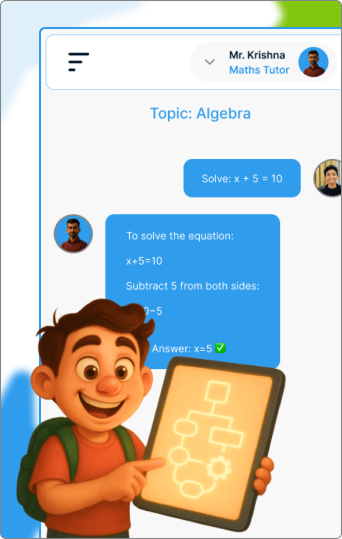 Mr. Krishna
Maths Tutor
Topic: Algebra
Solve: x + 5 = 10
To solve the equation:
x+5=10
Subtract 5 from both sides:
0−5
Answer: x=5 ✅